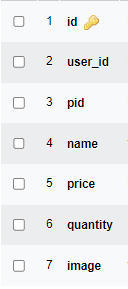 1 id
2 user_id
3 pid
4 name
5 price
6 quantity
7 image